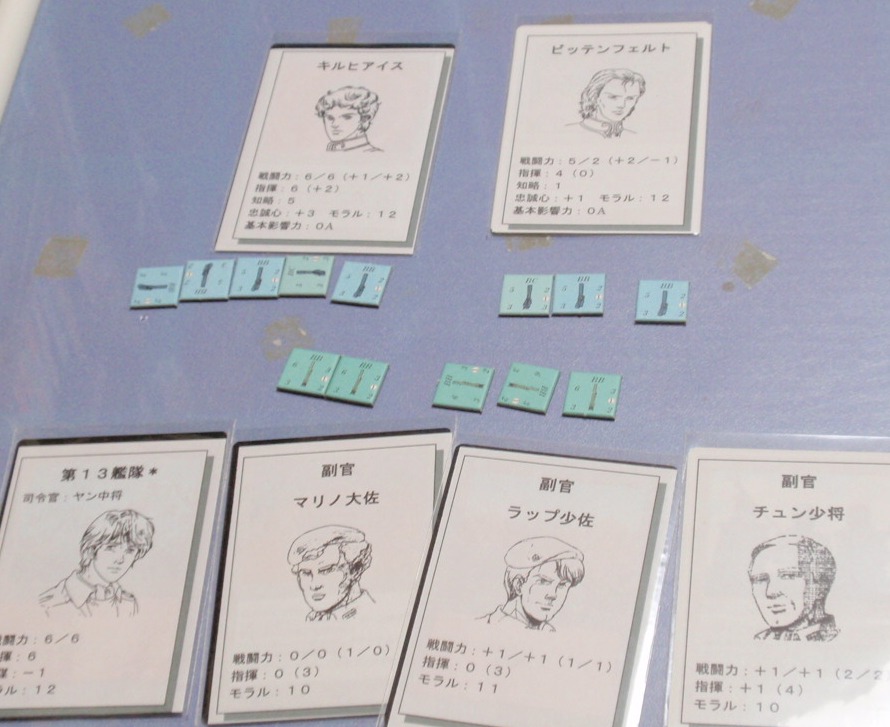 キルヒアイス
戦闘力：6／6（＋1／＋2）
指揮：6（＋2）
知略：5
忠誠心：＋3　モラル：12
基本影響力：0A
ビッテンフェルト
戦闘力：5／2（＋2／－1）
指揮：4（0）
知略：1
忠誠心：＋1　モラル：12
基本影響力：0A
BB
BC
BB
BB
BB
BB
第13艦隊＊
司令官：ヤン中将
闘力：6／6
揮：6
－1
ラル：12
副官
マリノ大佐
戦闘力：0／0（1／0）
指揮：0（3）
モラル：10
副官
ラップ少佐
戦闘力：＋1／＋1（1／1）
指揮：0（3）
モラル：11
副官
チュン少将
戦闘力：＋1／＋1（2／2
指揮：＋1（4）
モラル：10